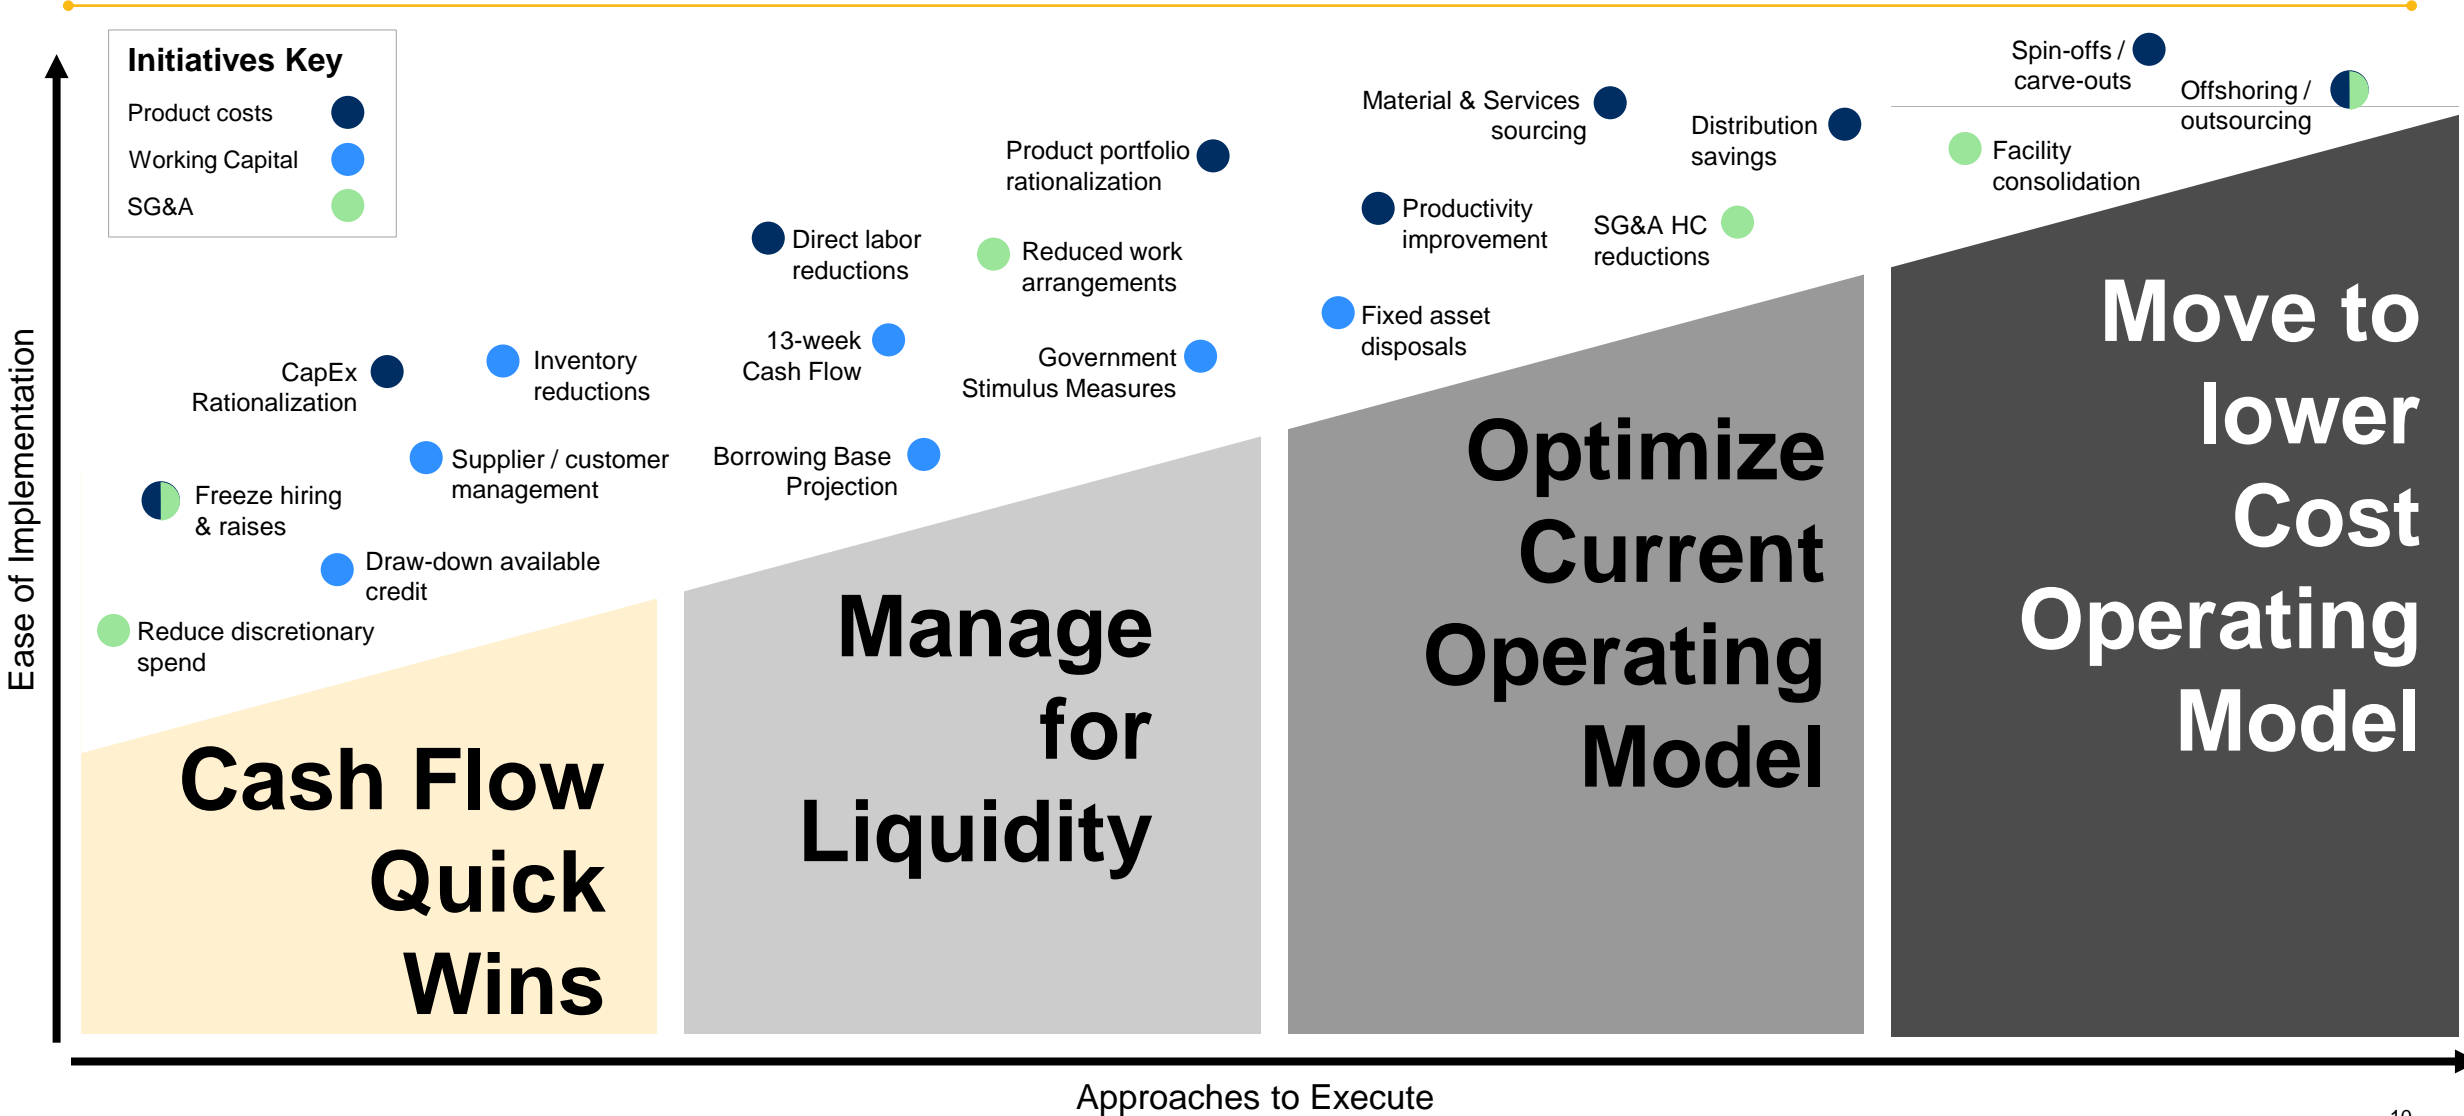 Initiatives Key
Product costs
Working Capital
SG&A
Ease of Implementation
Reduce discretionary
spend
Freeze hiring
& raises
Draw-down available
credit
CapEx
Rationalization
Supplier / customer
management
Inventory
reductions
Cash Flow
Quick
Wins
Direct labor
reductions
13-week
Cash Flow
Borrowing Base
Projection
Reduced work
arrangements
Product portfolio
rationalization
Government
Stimulus Measures
Manage
for
Liquidity
Material & Services
sourcing
Distribution
savings
Productivity
improvement
SG&A HC
reductions
Fixed asset
disposals
Optimize
Current
Operating
Model
Spin-offs /
carve-outs
Offshoring /
outsourcing
Facility
consolidation
Move to
lower
Cost
Operating
Model
Approaches to Execute